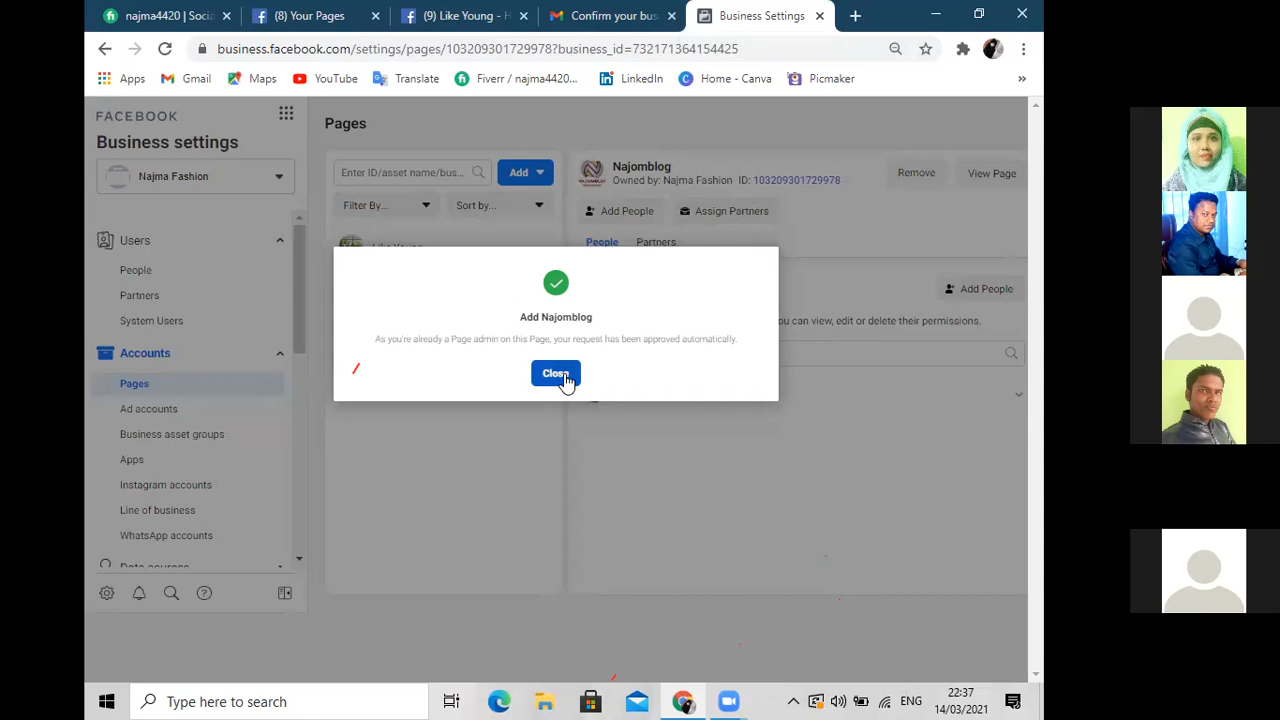 najma4420 | Soci
(8) Your Pages
(9) Like Young - H
Confirm your bus
Business Settings
business.facebook.com/settings/pages/103209301729978?business_id=732171364154425
Apps
Gmail
Maps
YouTube
Translate
Fiverr / najma4420...
LinkedIn
Home - Canva
Picmaker
»
FACEBOOK
Business settings
Najma Fashion
Users
People
Partners
System Users
Accounts
Pages
Ad accounts
Business asset groups
Apps
Instagram accounts
Line of business
WhatsApp accounts
Data sources
Pages
Enter ID/asset name/bus...
Add
Filter By...
Sort by...
Like Young
Najomblog
Owned by: Najma Fashion ID: 103209301729978
Remove
View Page
Add People
Assign Partners
People
Partners
Add People
ou can view, edit or delete their permissions.
Add Najomblog
As you're already a Page admin on this Page, your request has been approved automatically.
Close
Type here to search
ENG
22:37
14/03/2021